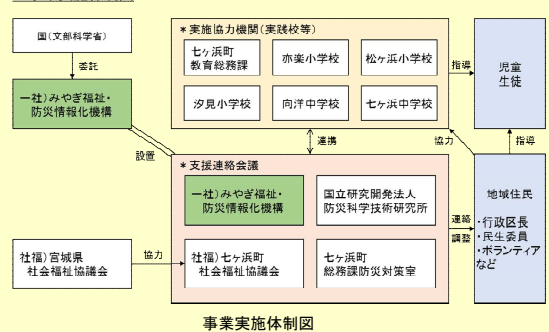 国(文部科学省)
委託
一社)みやぎ福祉・
防災情報化機構
設置
*実施協力機関(実践校等)
七ヶ浜町
教育総務課
亦楽小学校
松ヶ浜小学校
汐見小学校
向洋中学校
七ヶ浜中学校
指導
児童
生徒
連携
協力
指導
*支援連絡会議
一社)みやぎ福祉・
防災情報化機構
国立研究開発法人
防災科学技術研究所
社福)宮城県
社会福祉協議会
協力
社福)七ヶ浜町
社会福祉協議会
七ヶ浜町
総務課防災対策室
連絡
調整
地域住民
・行政区長
・民生委員
・ボランティア
など
事業実施体制図